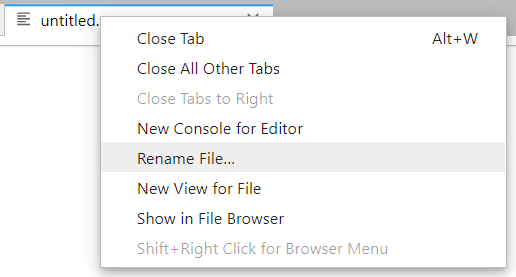 untitled.
Close Tab Alt+W
Close All Other Tabs
Close Tabs to Right
New Console for Editor
Rename File...
New View for File
Show in File Browser
Shift+Right Click for Browser Menu